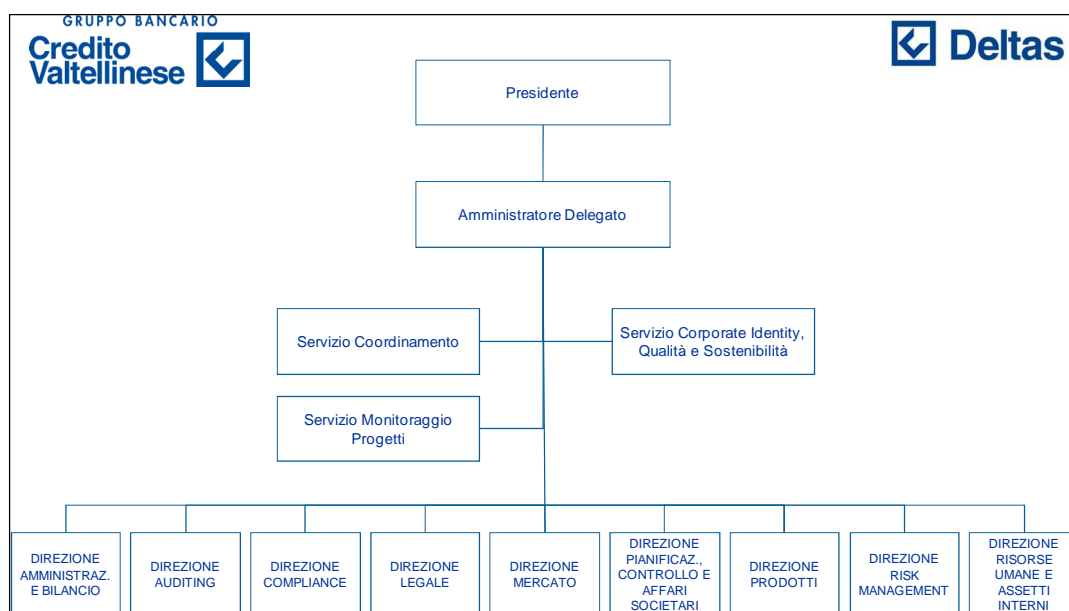 GRUPPO BANCARIO
Credito
Valtellinese
Deltas
Presidente
Amministratore Delegato
Servizio Coordinamento
Servizio Corporate Identity,
Qualità e Sostenibilità
Servizio Monitoraggio
Progetti
DIREZIONE
AMMINISTRAZ.
E BILANCIO
DIREZIONE
AUDITING
DIREZIONE
COMPLIANCE
DIREZIONE
LEGALE
DIREZIONE
MERCATO
DIREZIONE
PIANIFICAZ.,
CONTROLLO E
AFFARI
SOCIETARI
DIREZIONE
PRODOTTI
DIREZIONE
RISK
MANAGEMENT
DIREZIONE
RISORSE
UMANE E
ASSETTI
INTERNI